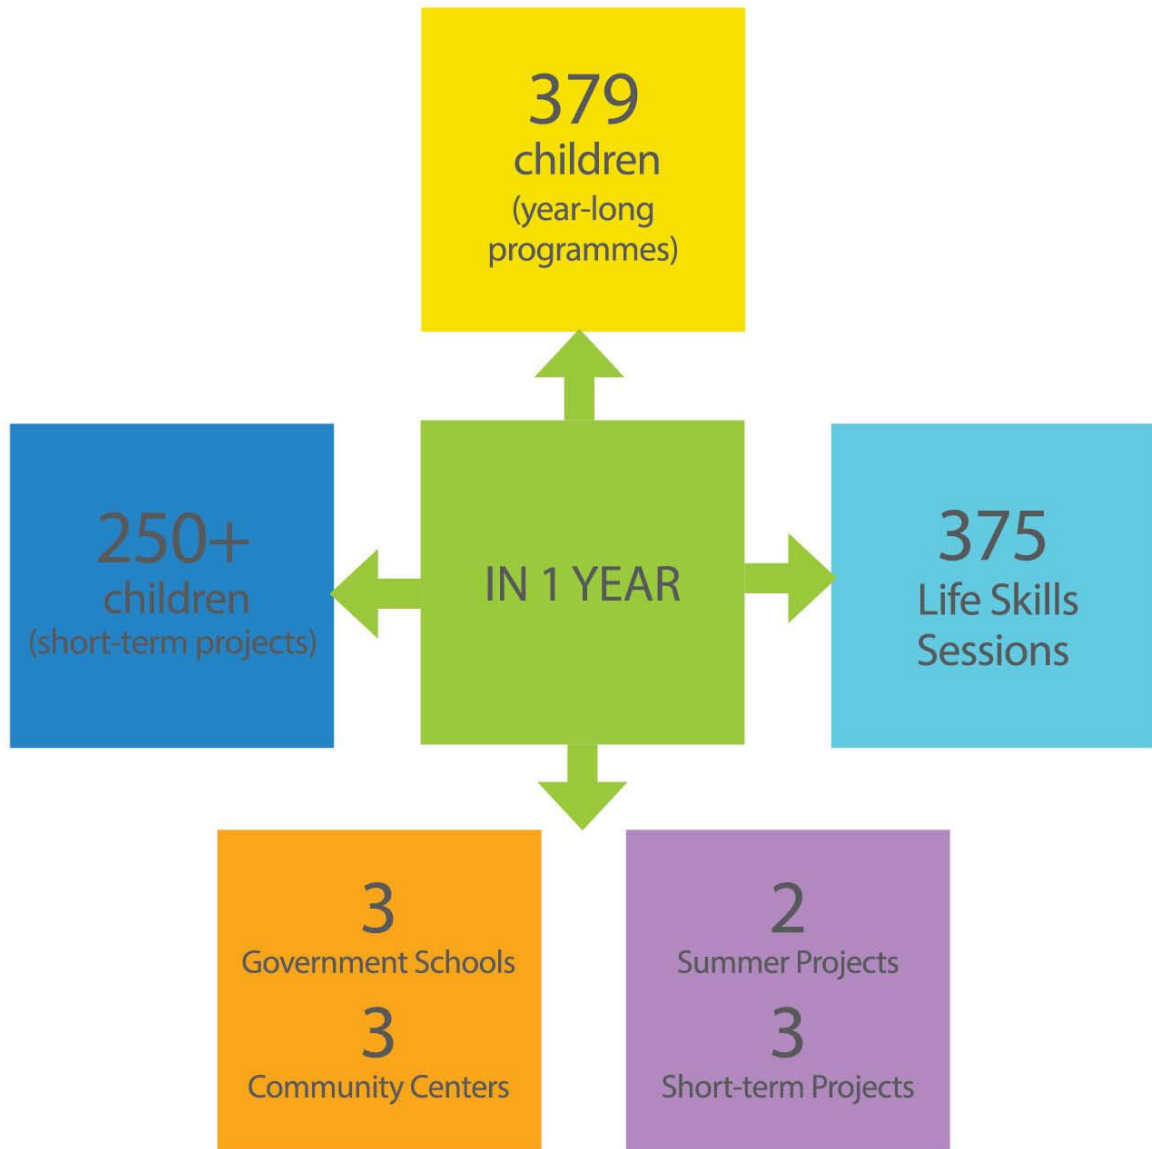 379
children
(year-long
programmes)
250+
children
(short-term projects)
IN 1 YEAR
375
Life Skills
Sessions
3
Government Schools
3
Community Centers
2
Summer Projects
3
Short-term Projects